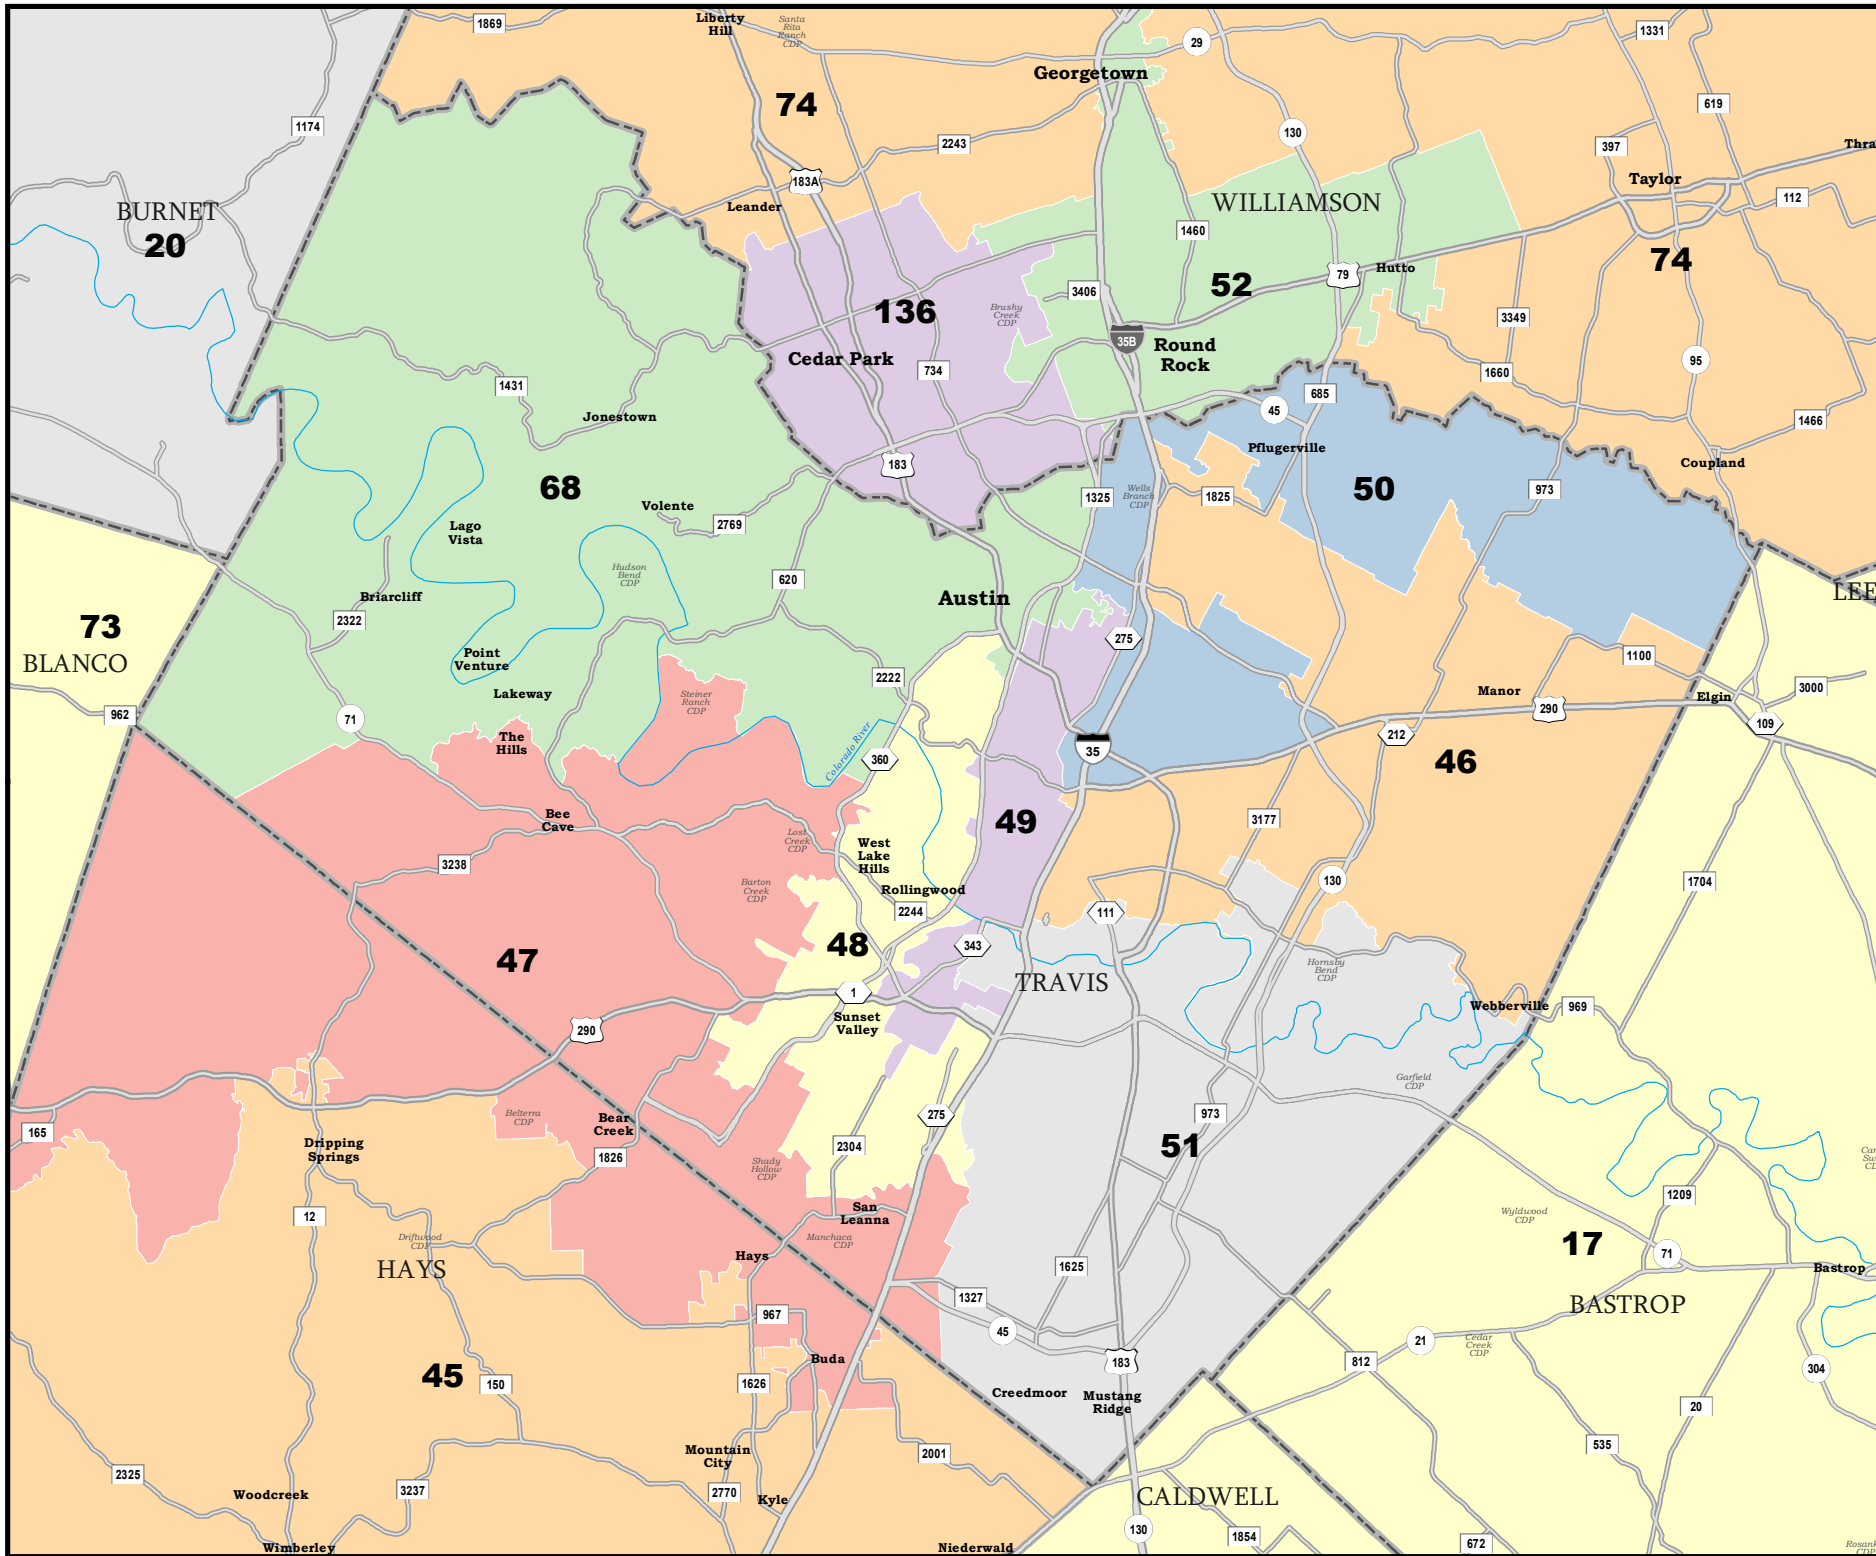 1869
Liberty
Hill
Santa
Rita
Ranch
CDP
29
1331
Georgetown
74
619
1174
130
397
2243
Thra
183A
Taylor
Leander
112
BURNET
20
WILLIAMSON
1460
74
52
79
Hutto
3406
136
Brushy
Creek
CDP
3349
35B
Round
Rock
Cedar Park
734
95
1660
1431
685
45
Jonestown
1466
Pflugerville
183
Coupland
68
50
1325
Wells
Branch
CDP
1825
973
Volente
2769
Lago
Vista
Hudson
Bend
CDP
620
LEE
Briarcliff
Austin
2322
73
BLANCO
275
Point
Venture
1100
2222
Lakeway
Steiner
Ranch
CDP
Manor
Elgin
3000
962
71
290
109
The
Hills
212
35
Colorado River
360
46
Bee
Cave
49
3177
Lost
Creek
CDP
West
Lake
Hills
3238
130
1704
Barton
Creek
CDP
Rollingwood
2244
111
48
343
47
Hornsby
Bend
CDP
TRAVIS
1
Webberville
969
Sunset
Valley
290
Garfield
CDP
275
973
Belterra
CDP
Bear
Creek
165
Dripping
Springs
2304
51
1826
Shady
Hollow
CDP
Car
Sw
CD
1209
12
San
Leanna
Wyldwood
CDP
Driftwood
CDP
Manchaca
CDP
17
71
HAYS
Hays
1625
Bastrop
1327
BASTROP
967
45
21
Cedar
Creek
CDP
Buda
183
812
304
45
150
1626
Creedmoor
Mustang
Ridge
20
Mountain
City
2001
535
2325
Woodcreek
3237
2770
Kyle
CALDWELL
130
1854
672
Wimberley
Niederwald
Rosan
CDP